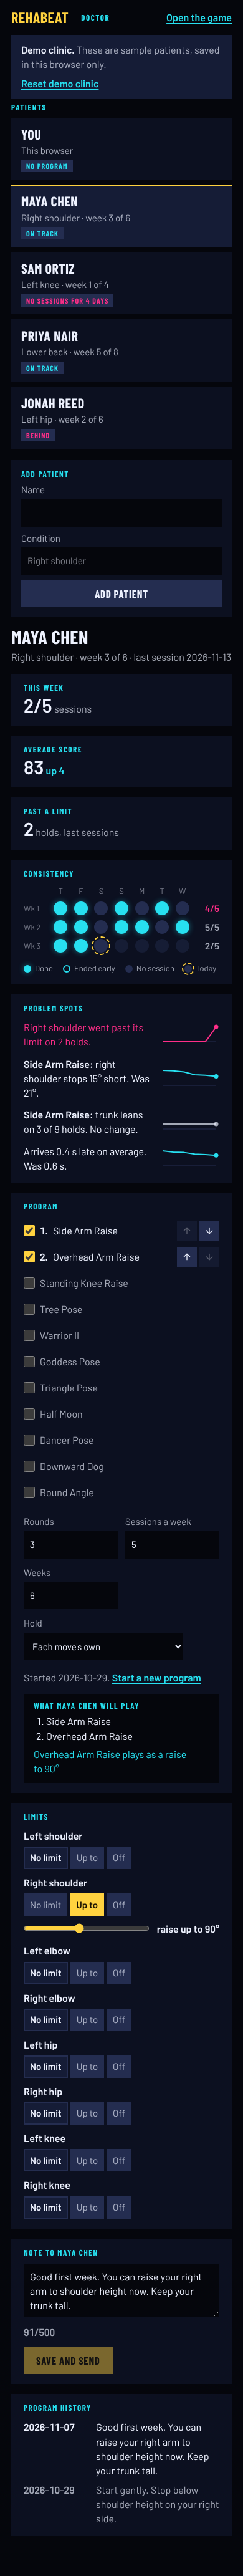 REHABEAT DOCTOR Open the game
Demo clinic. These are sample patients, saved
in this browser only.
Reset demo clinic
PATIENTS
YOU
This browser
NO PROGRAM
MAYA CHEN
Right shoulder · week 3 of 6
ON TRACK
SAM ORTIZ
Left knee · week 1 of 4
NO SESSIONS FOR 4 DAYS
PRIYA NAIR
Lower back · week 5 of 8
ON TRACK
JONAH REED
Left hip · week 2 of 6
BEHIND
ADD PATIENT
Name
Condition
Right shoulder
ADD PATIENT
MAYA CHEN
Right shoulder · week 3 of 6 · last session 2026-11-13
THIS WEEK
2/5 sessions
AVERAGE SCORE
83 up 4
PAST A LIMIT
2 holds, last sessions
CONSISTENCY
T F S S M T W
Wk 1 4/5
Wk 2 5/5
Wk 3 2/5
Done Ended early No session Today
PROBLEM SPOTS
Right shoulder went past its
limit on 2 holds.
Side Arm Raise: right
shoulder stops 15° short. Was
21°.
Side Arm Raise: trunk leans
on 3 of 9 holds. No change.
Arrives 0.4 s late on average.
Was 0.6 s.
PROGRAM
1. Side Arm Raise ↑ ↓
2. Overhead Arm Raise ↑ ↓
Standing Knee Raise
Tree Pose
Warrior II
Goddess Pose
Triangle Pose
Half Moon
Dancer Pose
Downward Dog
Bound Angle
Rounds Sessions a week
3 5
Weeks
6
Hold
Each move's own
Started 2026-10-29. Start a new program
WHAT MAYA CHEN WILL PLAY
1. Side Arm Raise
2. Overhead Arm Raise
Overhead Arm Raise plays as a raise
to 90°
LIMITS
Left shoulder
No limit Up to Off
Right shoulder
No limit Up to Off
raise up to 90°
Left elbow
No limit Up to Off
Right elbow
No limit Up to Off
Left hip
No limit Up to Off
Right hip
No limit Up to Off
Left knee
No limit Up to Off
Right knee
No limit Up to Off
NOTE TO MAYA CHEN
Good first week. You can raise your right
arm to shoulder height now. Keep your
trunk tall.
91/500
SAVE AND SEND
PROGRAM HISTORY
2026-11-07 Good first week. You can
raise your right arm to
shoulder height now. Keep
your trunk tall.
2026-10-29 Start gently. Stop below
shoulder height on your right
side.